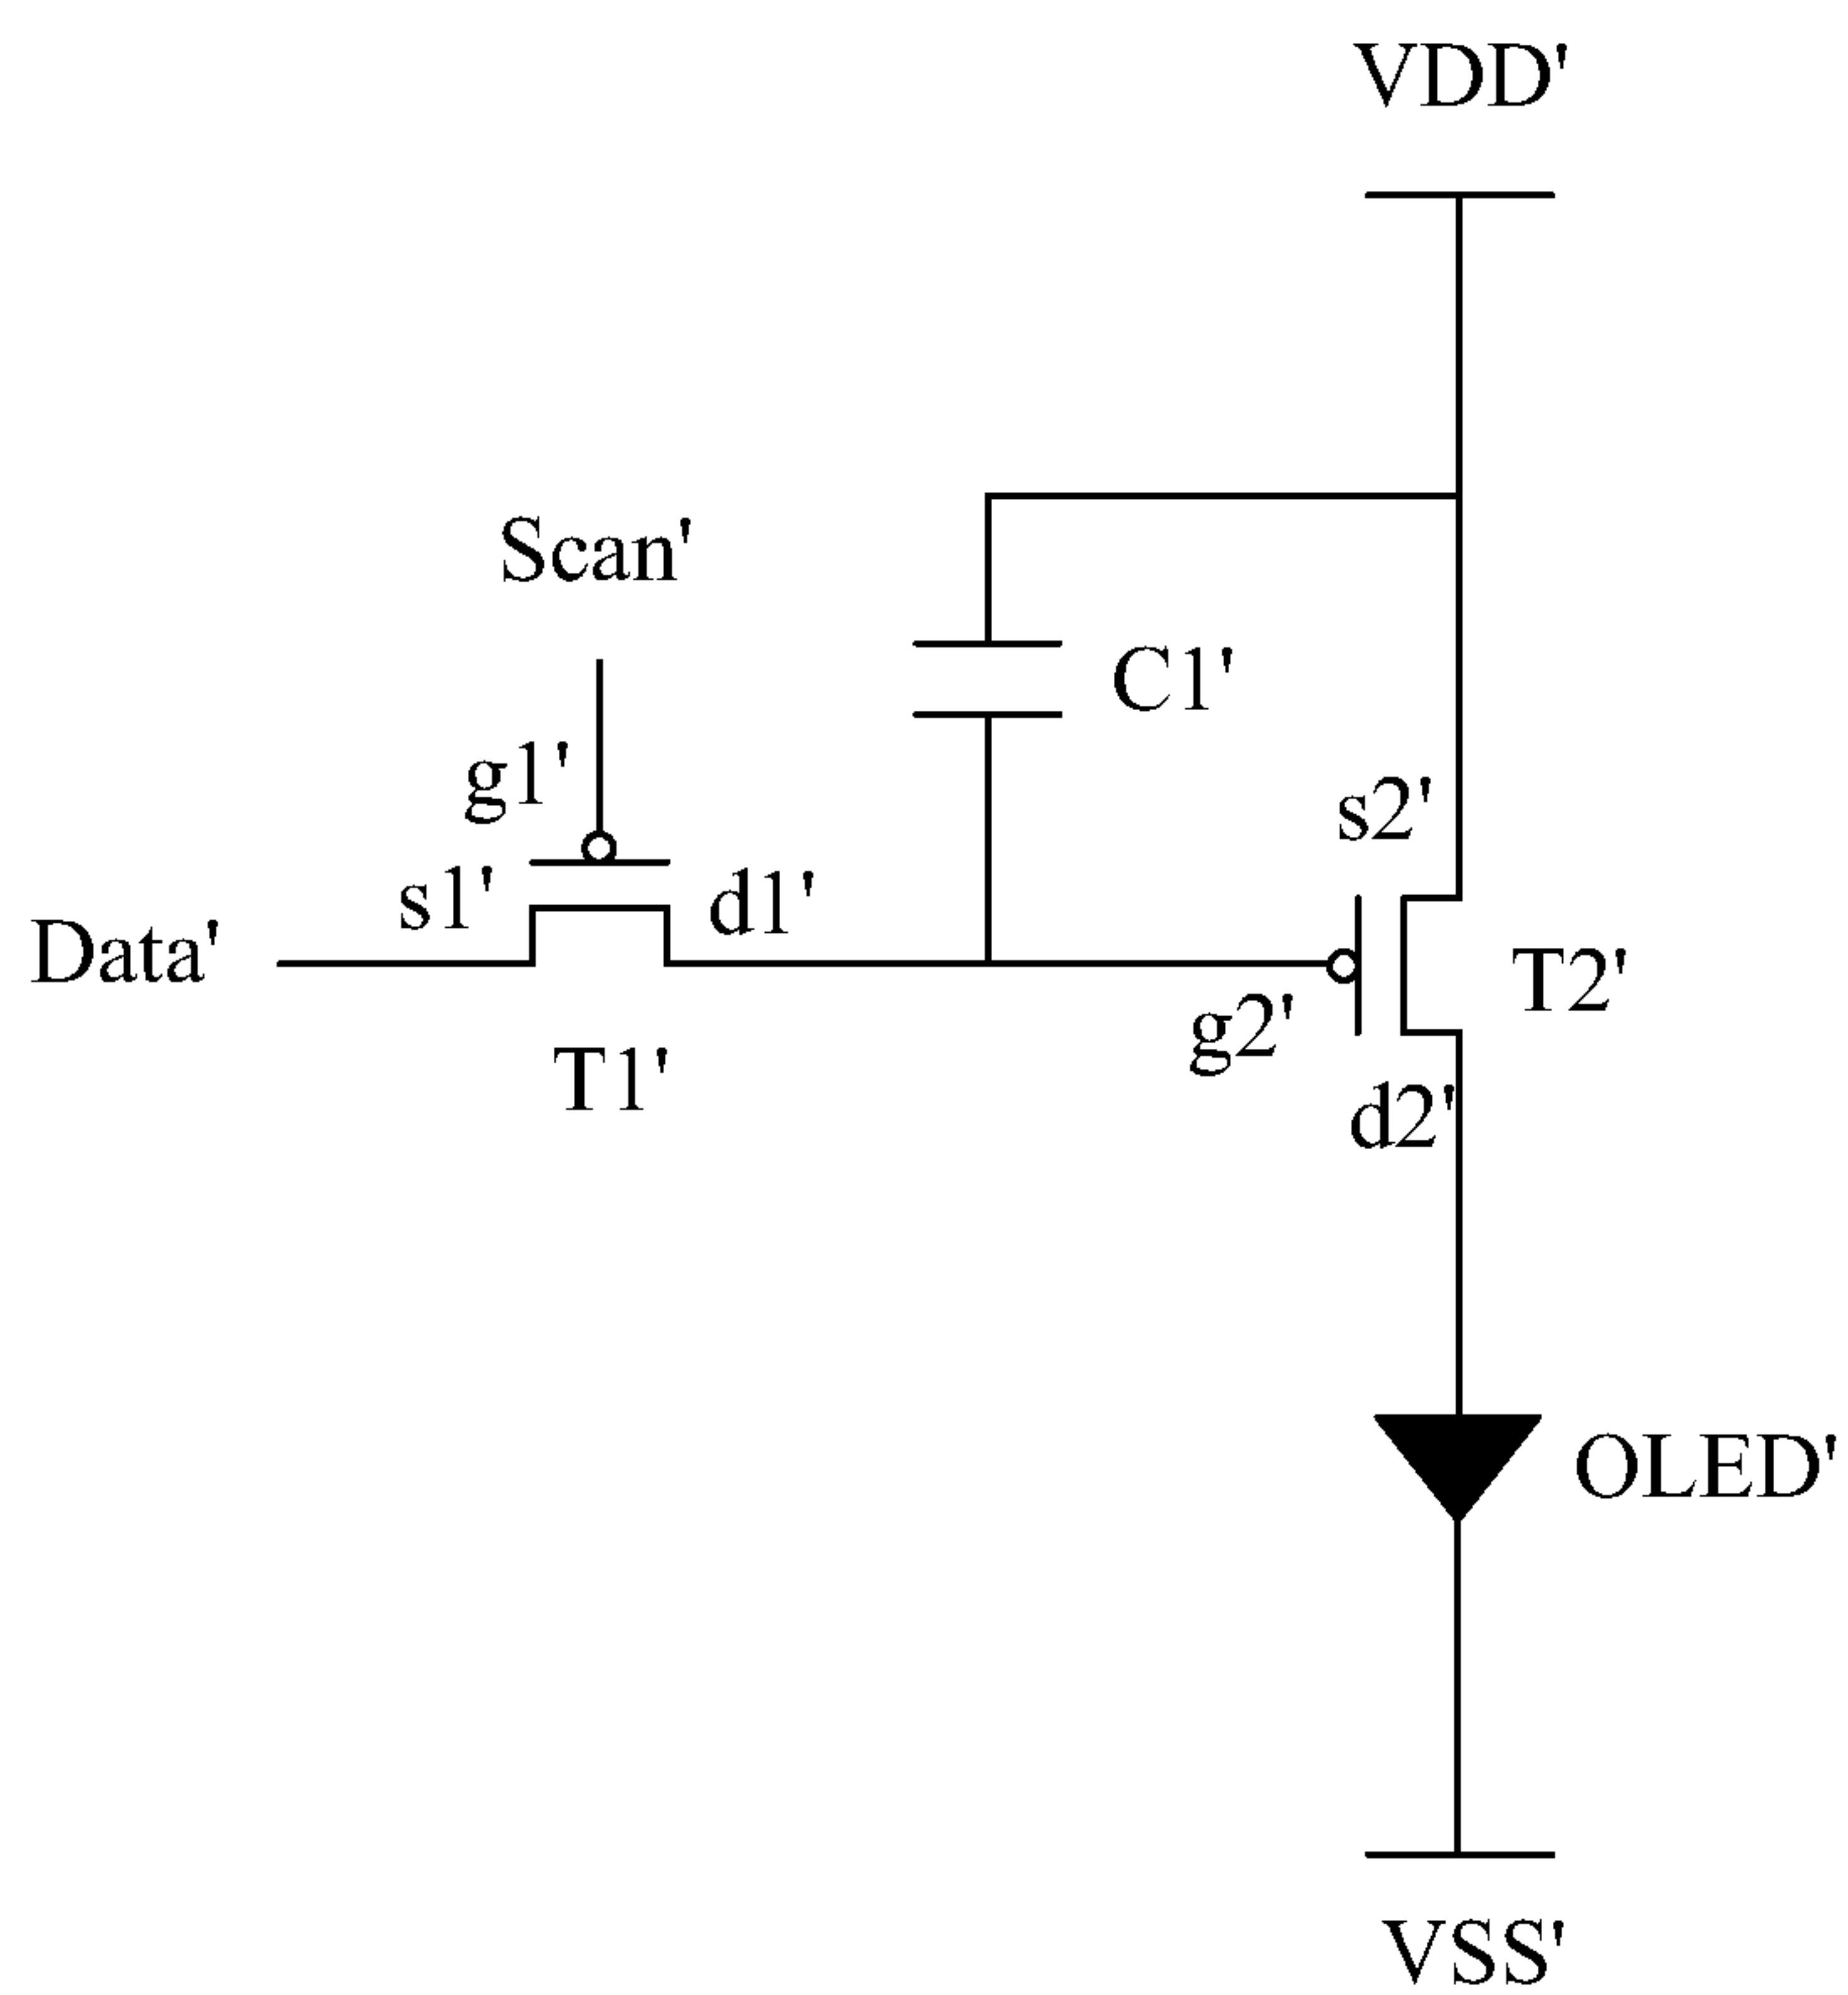 VDD'
Scan'
C1'
g1'
s2'
s1'
d1'
Data'
T2'
g2'
T1'
d2'
OLED'
VSS'